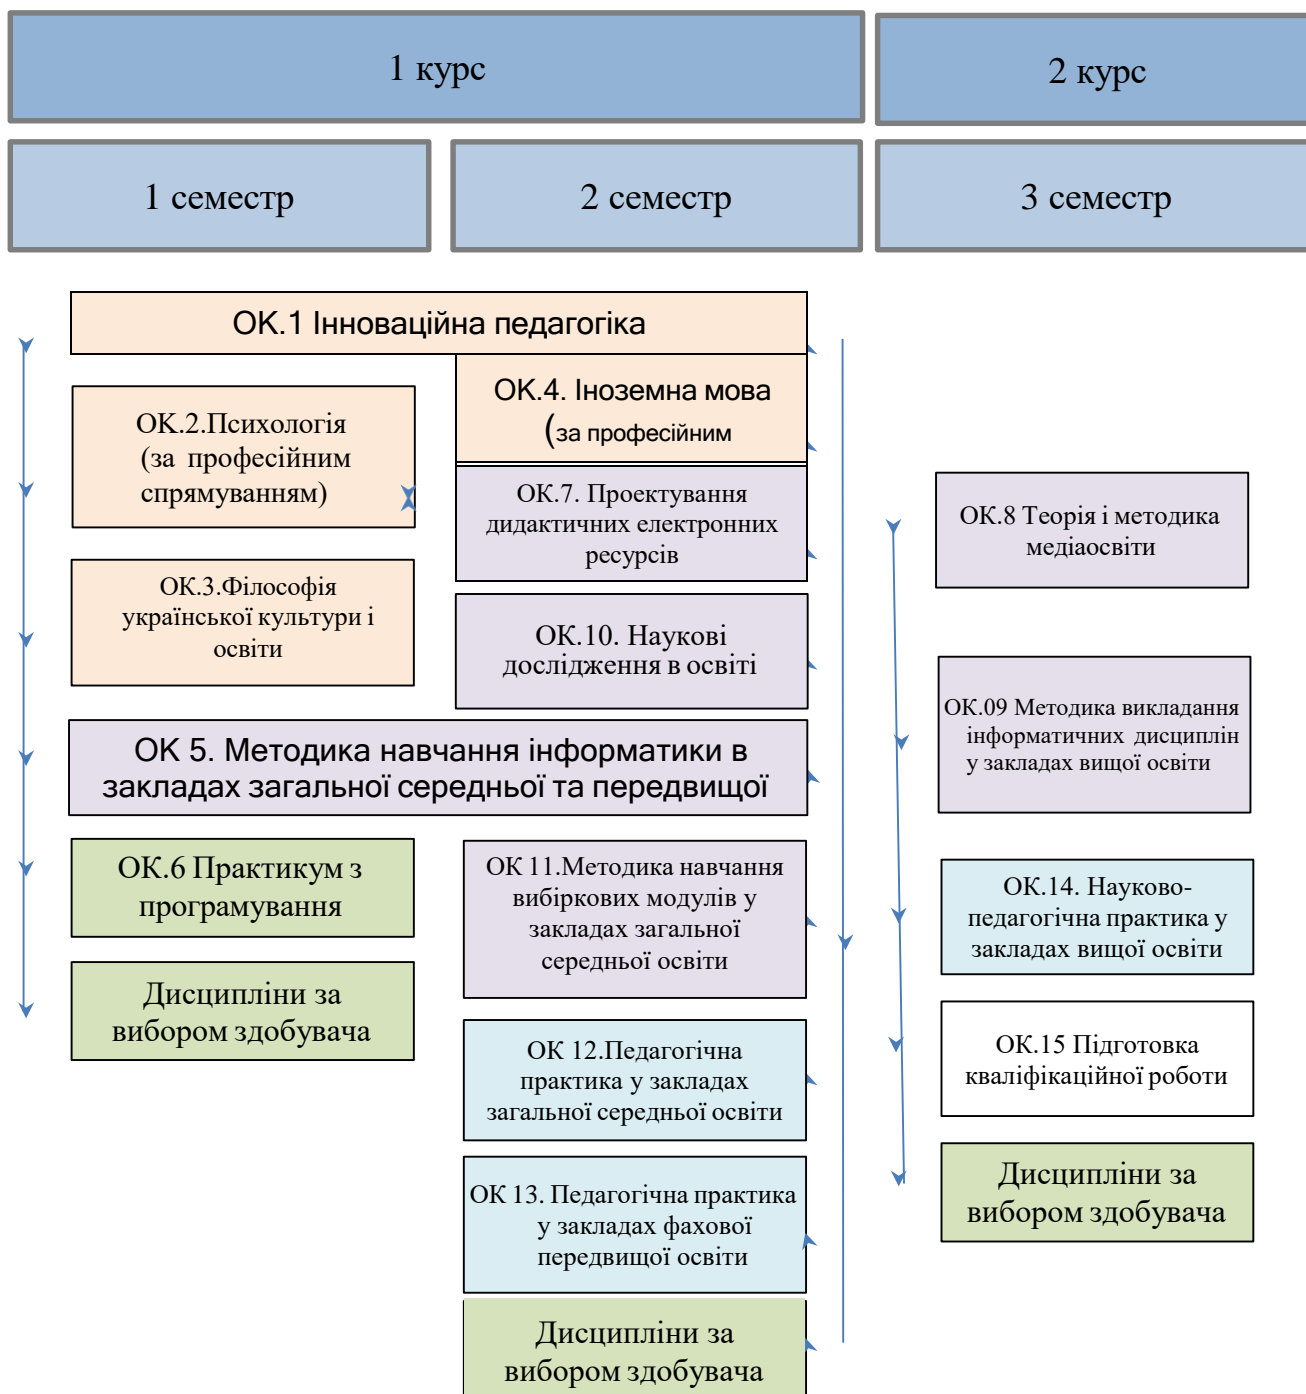 1 курс
2 курс
1 семестр
2 семестр
3 семестр
ОК.1 Інноваційна педагогіка
ОК.2.Психологія
(за професійним
спрямуванням)
ОК.3.Філософія
української культури і
освіти
ОК.4. Іноземна мова
(за професійним
ОК.7. Проектування
дидактичних електронних
ресурсів
ОК.10. Наукові
дослідження в освіті
ОК 5. Методика навчання інформатики в
закладах загальної середньої та передвищої
ОК.6 Практикум з
програмування
Дисципліни за
вибором здобувача
ОК 11.Методика навчання
вибіркових модулів у
закладах загальної
середньої освіти
ОК 12.Педагогічна
практика у закладах
загальної середньої освіти
ОК 13. Педагогічна практика
у закладах фахової
передвищої освіти
Дисципліни за
вибором здобувача
ОК.8 Теорія і методика
медіаосвіти
ОК.09 Методика викладання
інформатичних дисциплін
у закладах вищої освіти
ОК.14. Науково-
педагогічна практика у
закладах вищої освіти
ОК.15 Підготовка
кваліфікаційної роботи
Дисципліни за
вибором здобувача